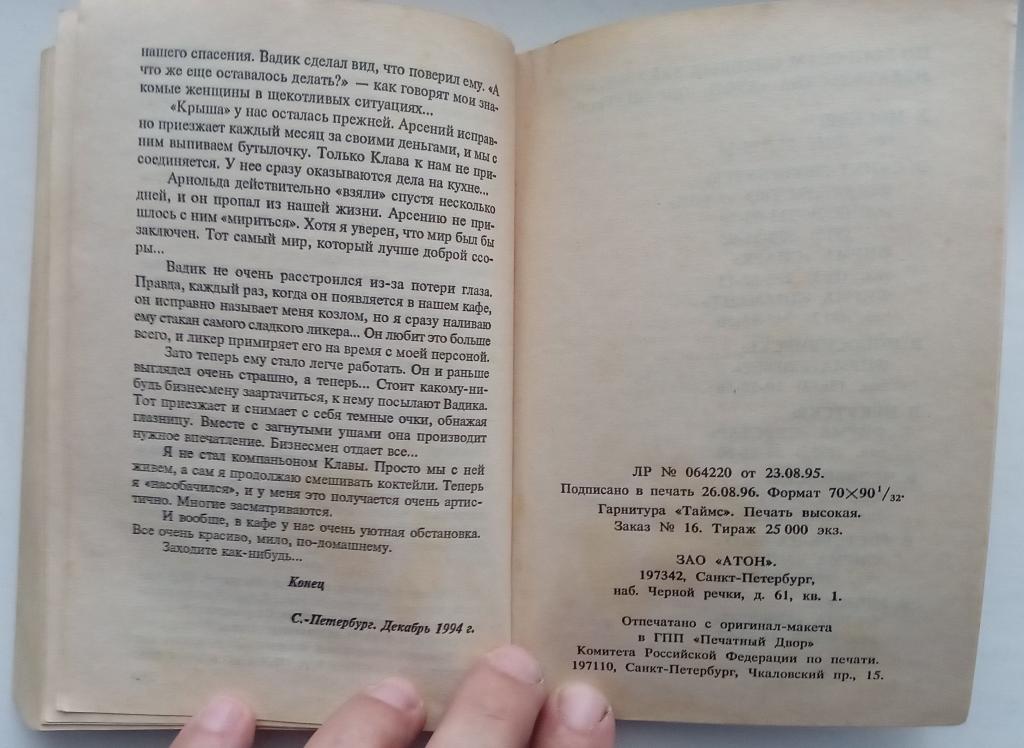 нашего спасения. Вадик сделал вид, что поверил ему. «А
что же еще оставалось делать?» — как говорят мои зна-
комые женщины в щекотливых ситуациях...
«Крыша» у нас осталась прежней. Арсений исправ-
но приезжает каждый месяц за своими деньгами, и мы с
ним выпиваем бутылочку. Только Клава к нам не при-
соединяется. У нее сразу оказываются дела на кухне...
Арнольда действительно «взяли» спустя несколько
дней, и он пропал из нашей жизни. Арсению не при-
шлось с ним «мириться». Хотя я уверен, что мир был бы
заключен. Тот самый мир, который лучше доброй ссо-
ры...
Вадик не очень расстроился из-за потери глаза.
Правда, каждый раз, когда он появляется в нашем кафе,
он исправно называет меня козлом, но я сразу наливаю
ему стакан самого сладкого ликера... Он любит это больше
всего, и ликер примиряет его на время с моей персоной.
Зато теперь ему стало легче работать. Он и раньше
выглядел очень страшно, а теперь... Стоит какому-ни-
будь бизнесмену заартачиться, к нему посылают Вадика.
Тот приезжает и снимает с себя темные очки, обнажая
глазницу. Вместе с загнутыми ушами она производит
нужное впечатление. Бизнесмен отдает все...
Я не стал компаньоном Клавы. Просто мы с ней
живем, а сам я продолжаю смешивать коктейли. Теперь
я «насобачился», и у меня это получается очень артис-
тично. Многие засматриваются.
И вообще, в кафе у нас очень уютная обстановка.
Все очень красиво, мило, по-домашнему.
Заходите как-нибудь...
Конец
С.-Петербург. Декабрь 1994 г.
ЛР № 064220 от 23.08.95.
Подписано в печать 26.08.96. Формат 70×90 1/32.
Гарнитура «Таймс». Печать высокая.
Заказ № 16. Тираж 25 000 экз.
ЗАО «АТОН».
197342, Санкт-Петербург,
наб. Черной речки, д. 61, кв. 1.
Отпечатано с оригинал-макета
в ГПП «Печатный Двор»
Комитета Российской Федерации по печати.
197110, Санкт-Петербург, Чкаловский пр., 15.